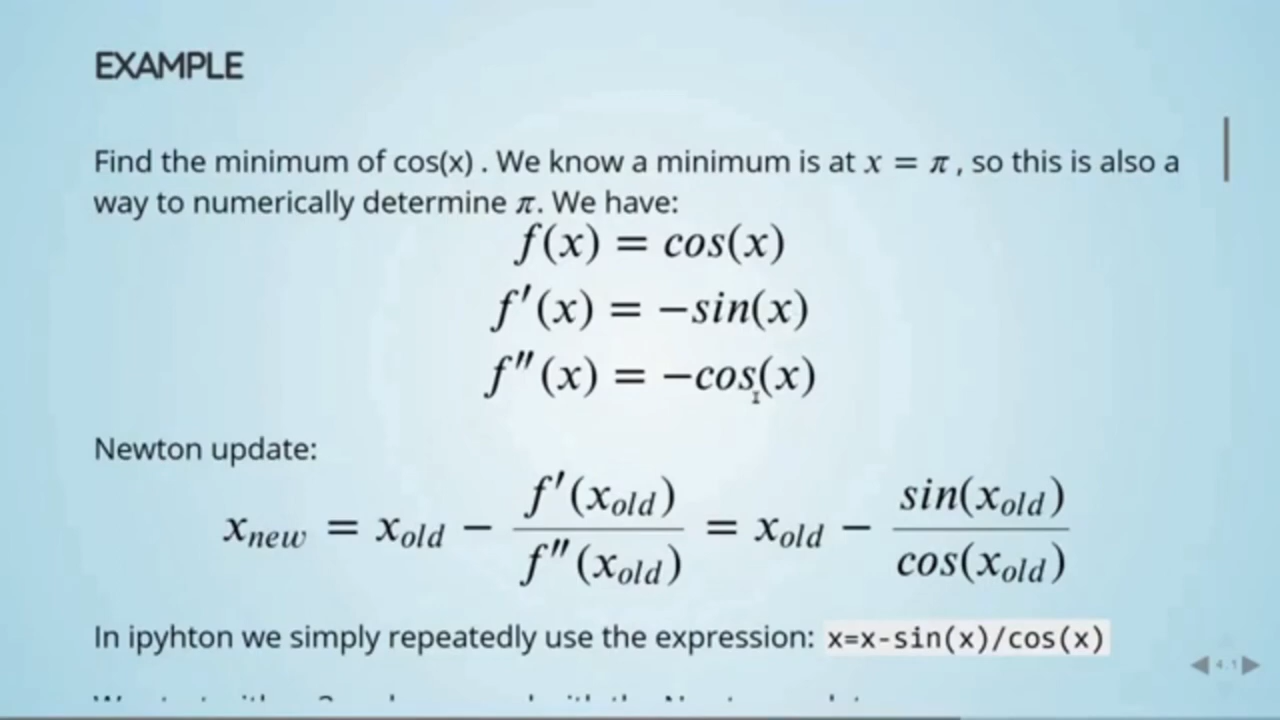 EXAMPLE
Find the minimum of cos(x) . We know a minimum is at x = π , so this is also a
way to numerically determine π. We have:
f(x) = cos(x)
f′(x) = −sin(x)
f″(x) = −cos(x)
Newton update:
x_new = x_old − f′(x_old) / f″(x_old) = x_old − sin(x_old) / cos(x_old)
In ipyhton we simply repeatedly use the expression: x=x-sin(x)/cos(x)
4.1